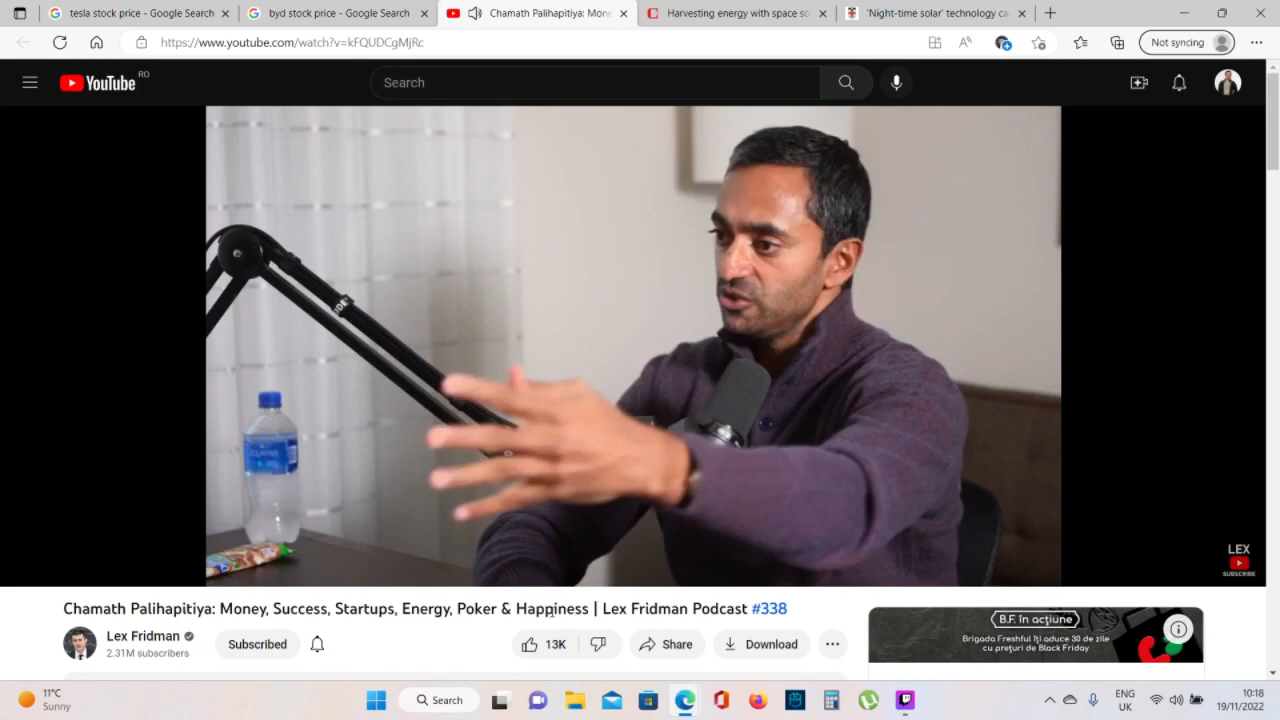 tesla stock price - Google Search
byd stock price - Google Search
Chamath Palihapitiya: Mone
Harvesting energy with space so
'Night-time solar' technology ca
https://www.youtube.com/watch?v=kFQUDCgMjRc
Not syncing
YouTube RO
Search
LEX
SUBSCRIBE
Chamath Palihapitiya: Money, Success, Startups, Energy, Poker & Happiness | Lex Fridman Podcast #338
Lex Fridman
2.31M subscribers
Subscribed
13K
Share
Download
B.F. în acțiune
Brigada Freshful îți aduce 30 de zile
cu prețuri de Black Friday
11°C
Sunny
Search
ENG
UK
10:18
19/11/2022